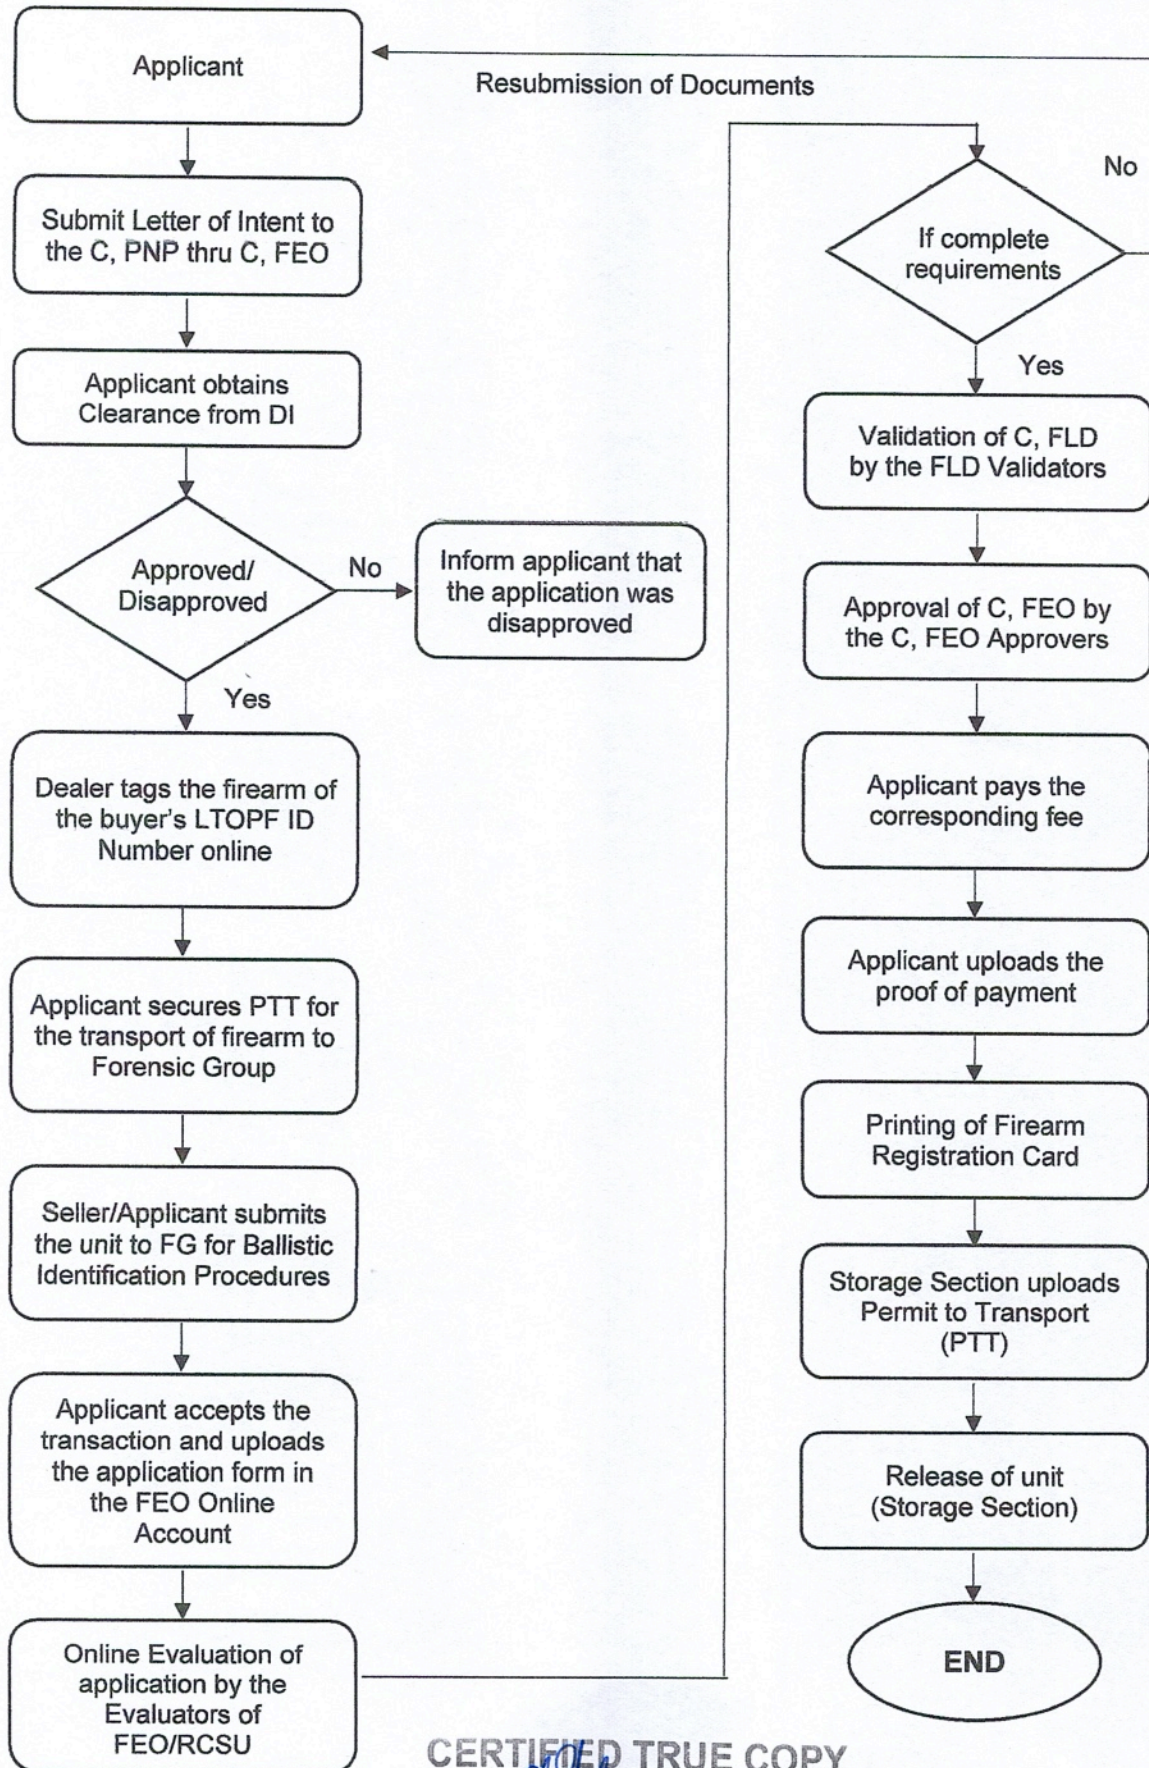 Applicant
Resubmission of Documents
Submit Letter of Intent to
the C, PNP thru C, FEO
Applicant obtains
Clearance from DI
Approved/
Disapproved
No
Inform applicant that
the application was
disapproved
Yes
Dealer tags the firearm of
the buyer's LTOPF ID
Number online
Applicant secures PTT for
the transport of firearm to
Forensic Group
Seller/Applicant submits
the unit to FG for Ballistic
Identification Procedures
Applicant accepts the
transaction and uploads
the application form in
the FEO Online
Account
Online Evaluation of
application by the
Evaluators of
FEO/RCSU
If complete
requirements
No
Yes
Validation of C, FLD
by the FLD Validators
Approval of C, FEO by
the C, FEO Approvers
Applicant pays the
corresponding fee
Applicant uploads the
proof of payment
Printing of Firearm
Registration Card
Storage Section uploads
Permit to Transport
(PTT)
Release of unit
(Storage Section)
END
CERTIFIED TRUE COPY